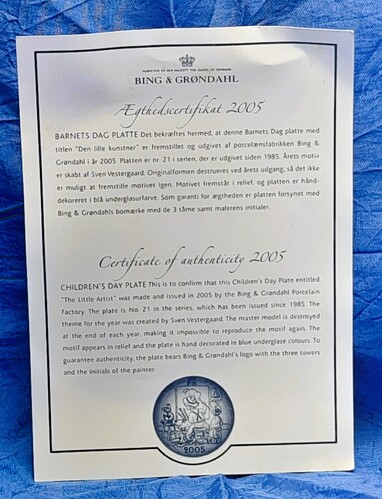 PURVEYOR TO HER MAJESTY THE QUEEN OF DENMARK
BING & GRØNDAHL
Ægthedscertifikat 2005
BARNETS DAG PLATTE Det bekræftes hermed, at denne Barnets Dag platte med
titlen "Den lille kunstner" er fremstillet og udgivet af porcelænsfabrikken Bing &
Grøndahl i år 2005. Platten er nr. 21 i serien, der er udgivet siden 1985. Årets motiv
er skabt af Sven Vestergaard. Originalformen destrueres ved årets udgang, så det ikke
er muligt at fremstille motivet igen. Motivet fremstår i relief, og platten er hånd-
dekoreret i blå underglasurfarve. Som garanti for ægtheden er platten forsynet med
Bing & Grøndahls bomærke med de 3 tårne samt malerens initialer.
Certificate of authenticity 2005
CHILDREN'S DAY PLATE This is to confirm that this Children's Day Plate entitled
"The Little Artist" was made and issued in 2005 by the Bing & Grøndahl Porcelain
Factory. The plate is No. 21 in the series, which has been issued since 1985. The
theme for the year was created by Sven Vestergaard. The master model is destroyed
at the end of each year, making it impossible to reproduce the motif again. The
motif appears in relief and the plate is hand decorated in blue underglaze colours. To
guarantee authenticity, the plate bears Bing & Grøndahl's logo with the three towers
and the initials of the painter.
2005